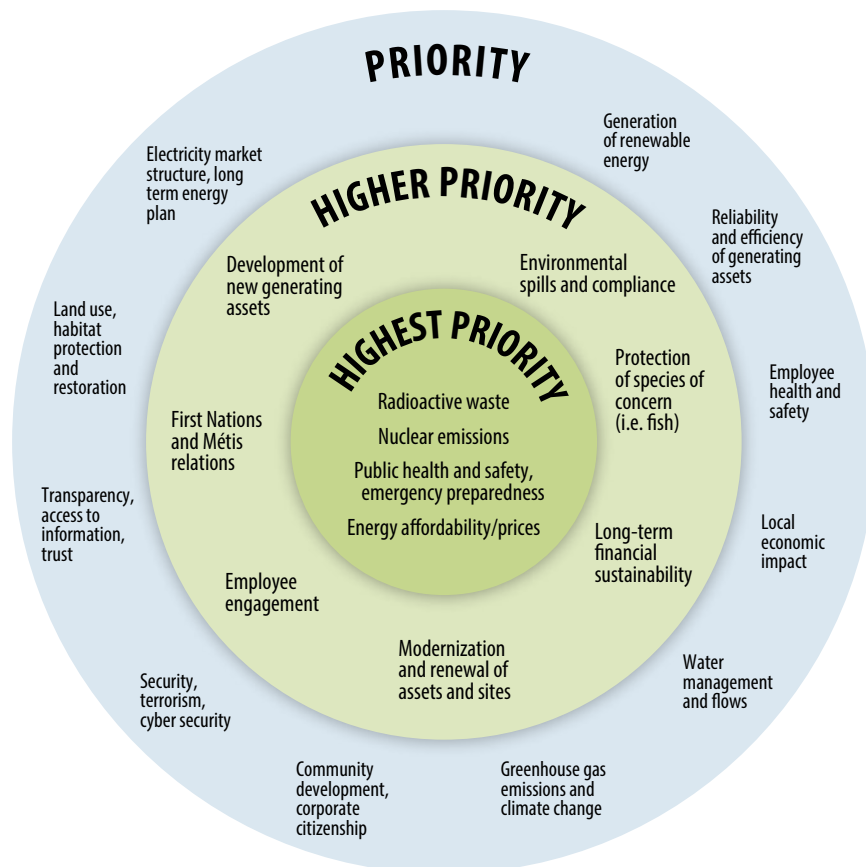 PRIORITY
Generation
of renewable
energy
Electricity market
structure, long
term energy
plan
HIGHER PRIORITY
Reliability
and efficiency
of generating
assets
Development of
new generating
assets
Environmental
spills and compliance
Land use,
habitat
protection
and
restoration
HIGHEST PRIORITY
Protection
of species of
concern
(i.e. fish)
Employee
health and
safety
First Nations
and Métis
relations
Radioactive waste
Nuclear emissions
Public health and safety,
emergency preparedness
Energy affordability/prices
Transparency,
access to
information,
trust
Long-term
financial
sustainability
Local
economic
impact
Employee
engagement
Modernization
and renewal of
assets and sites
Water
management
and flows
Security,
terrorism,
cyber security
Community
development,
corporate
citizenship
Greenhouse gas
emissions and
climate change